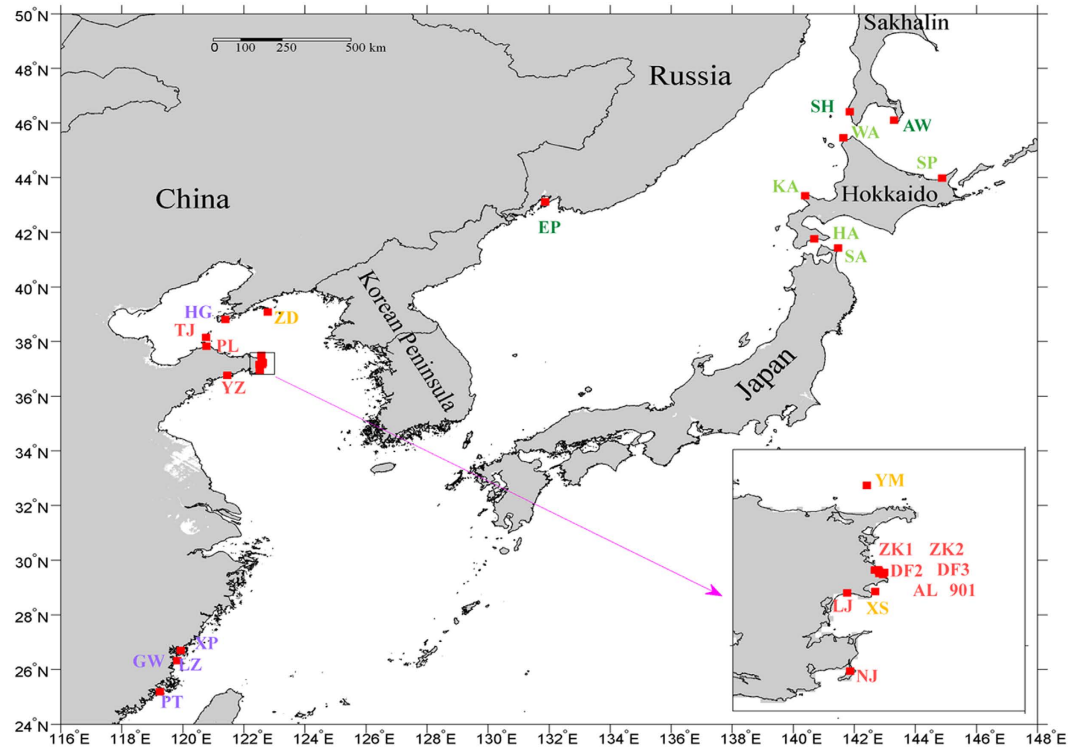 50°N
48°N
46°N
44°N
42°N
40°N
38°N
36°N
34°N
32°N
30°N
28°N
26°N
24°N
0 100 250 500 km
Sakhalin
Russia
SH
AW
WA
SP
KA
Hokkaido
China
EP
HA
SA
HG
ZD
TJ
PL
YZ
Korean Peninsula
Japan
YM
ZK1 ZK2
DF2 DF3
AL 901
LJ XS
NJ
XP
GW LZ
PT
116°E 118°E 120°E 122°E 124°E 126°E 128°E 130°E 132°E 134°E 136°E 138°E 140°E 142°E 144°E 146°E 148°E